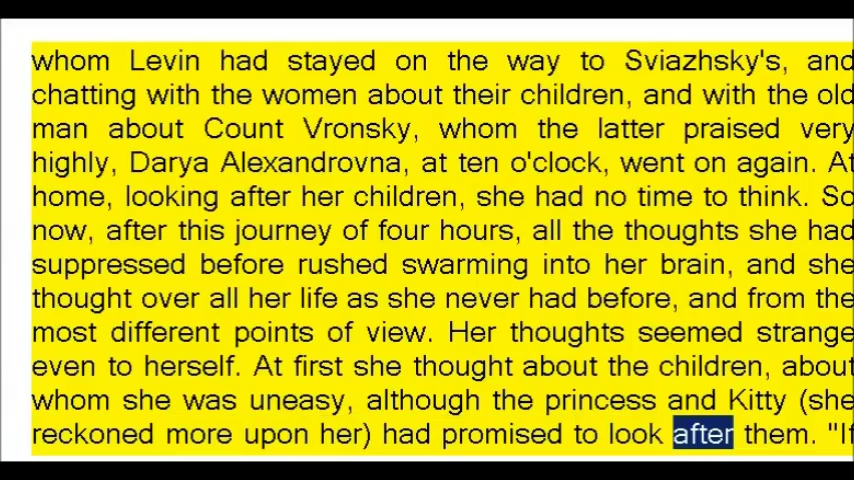 whom Levin had stayed on the way to Sviazhsky's, and
chatting with the women about their children, and with the old
man about Count Vronsky, whom the latter praised very
highly, Darya Alexandrovna, at ten o'clock, went on again. At
home, looking after her children, she had no time to think. So
now, after this journey of four hours, all the thoughts she had
suppressed before rushed swarming into her brain, and she
thought over all her life as she never had before, and from the
most different points of view. Her thoughts seemed strange
even to herself. At first she thought about the children, about
whom she was uneasy, although the princess and Kitty (she
reckoned more upon her) had promised to look after them. "If